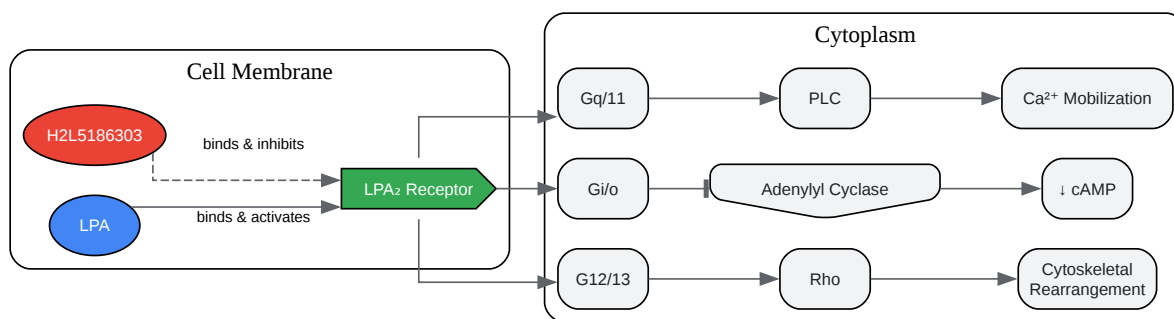 Cell Membrane
H2L5186303
binds & inhibits
LPA₂ Receptor
LPA
binds & activates
Cytoplasm
Gq/11
PLC
Ca²⁺ Mobilization
Gi/o
Adenylyl Cyclase
↓ cAMP
G12/13
Rho
Cytoskeletal
Rearrangement